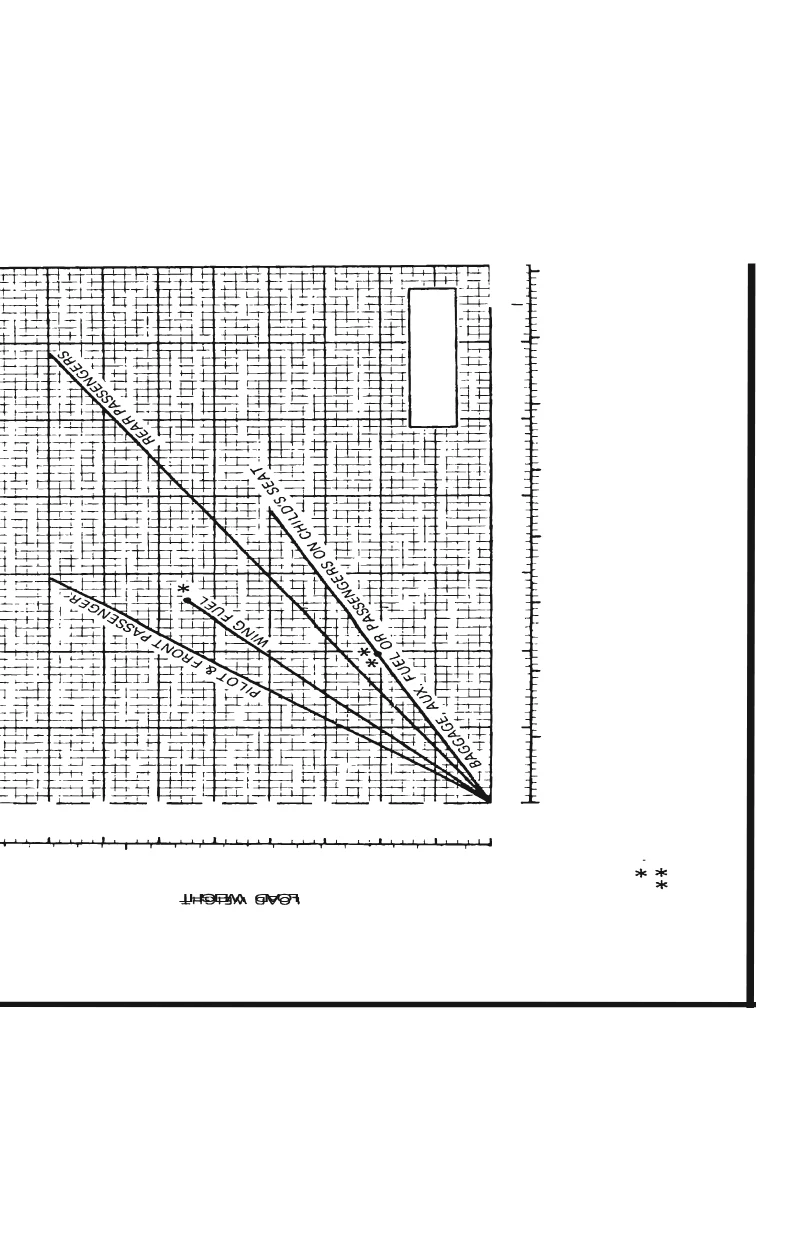 REAR PASSENGERS
BAGGAGE, AUX. FUEL OR PASSENGERS ON CHILD'S SEAT
*
WING FUEL
**
PILOT & FRONT PASSENGER
LOAD WEIGHT
*
**